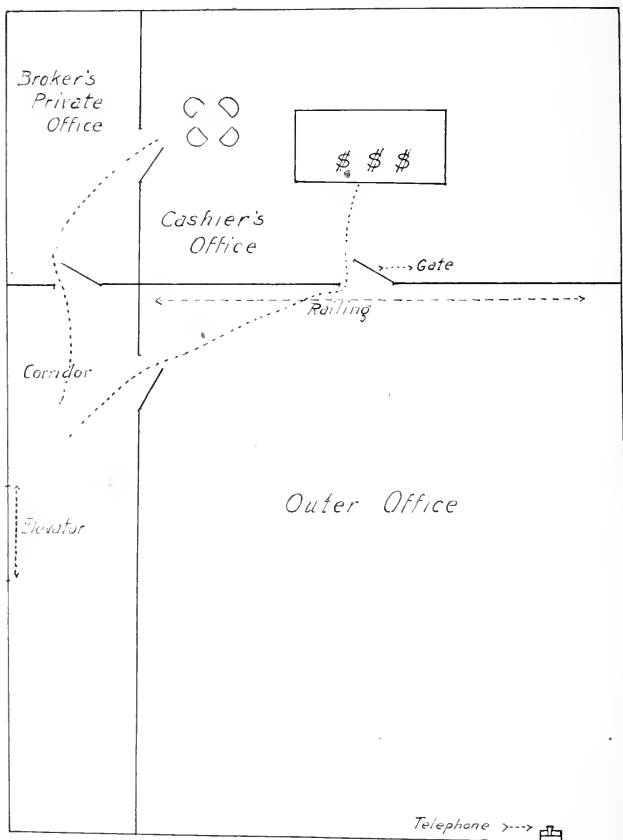 Broker's
Private
Office
$ $ $
Cashier's
Office
Gate
Railing
Corridor
Outer Office
Elevator
Telephone